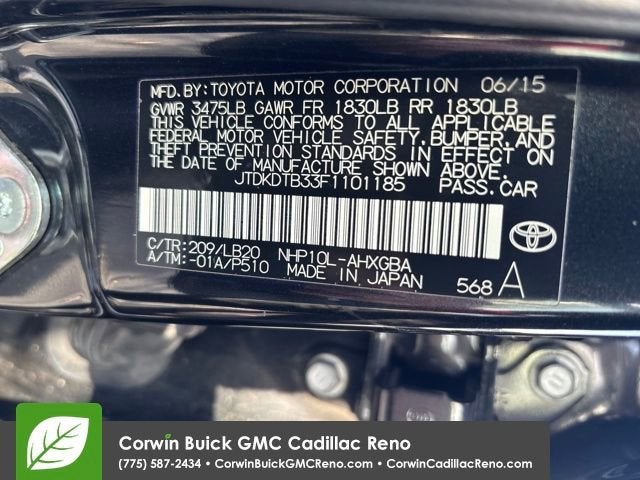 MFD. BY: TOYOTA MOTOR CORPORATION 06/15
GVWR 3475LB GAWR FR 1830LB RR 1830LB
THIS VEHICLE CONFORMS TO ALL APPLICABLE
FEDERAL MOTOR VEHICLE SAFETY, BUMPER, AND
THEFT PREVENTION STANDARDS IN EFFECT ON
THE DATE OF MANUFACTURE SHOWN ABOVE.
JTDKDTB33F1101185 PASS. CAR
C/TR: 209/LB20 NHP10L-AHXGBA
A/TM: -01A/P510 MADE IN JAPAN 568 A
Corwin Buick GMC Cadillac Reno
(775) 587-2434 • CorwinBuickGMCReno.com • CorwinCadillacReno.com